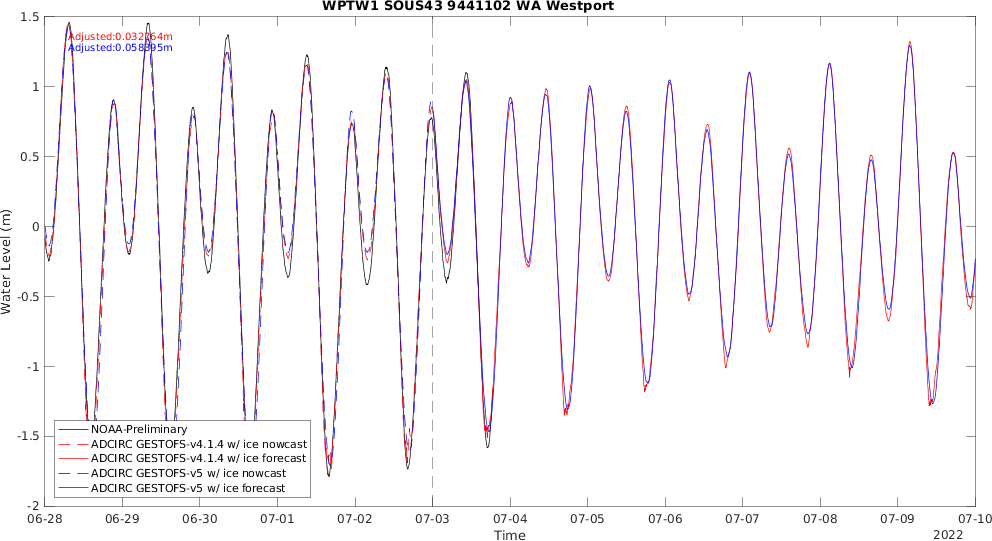 WPTW1 SOUS43 9441102 WA Westport
Adjusted:0.032764m
Adjusted:0.058395m
Water Level (m)
1.5
1
0.5
0
-0.5
-1
-1.5
-2
NOAA-Preliminary
ADCIRC GESTOFS-v4.1.4 w/ ice nowcast
ADCIRC GESTOFS-v4.1.4 w/ ice forecast
ADCIRC GESTOFS-v5 w/ ice nowcast
ADCIRC GESTOFS-v5 w/ ice forecast
06-28 06-29 06-30 07-01 07-02 07-03 07-04 07-05 07-06 07-07 07-08 07-09 07-10
Time
2022